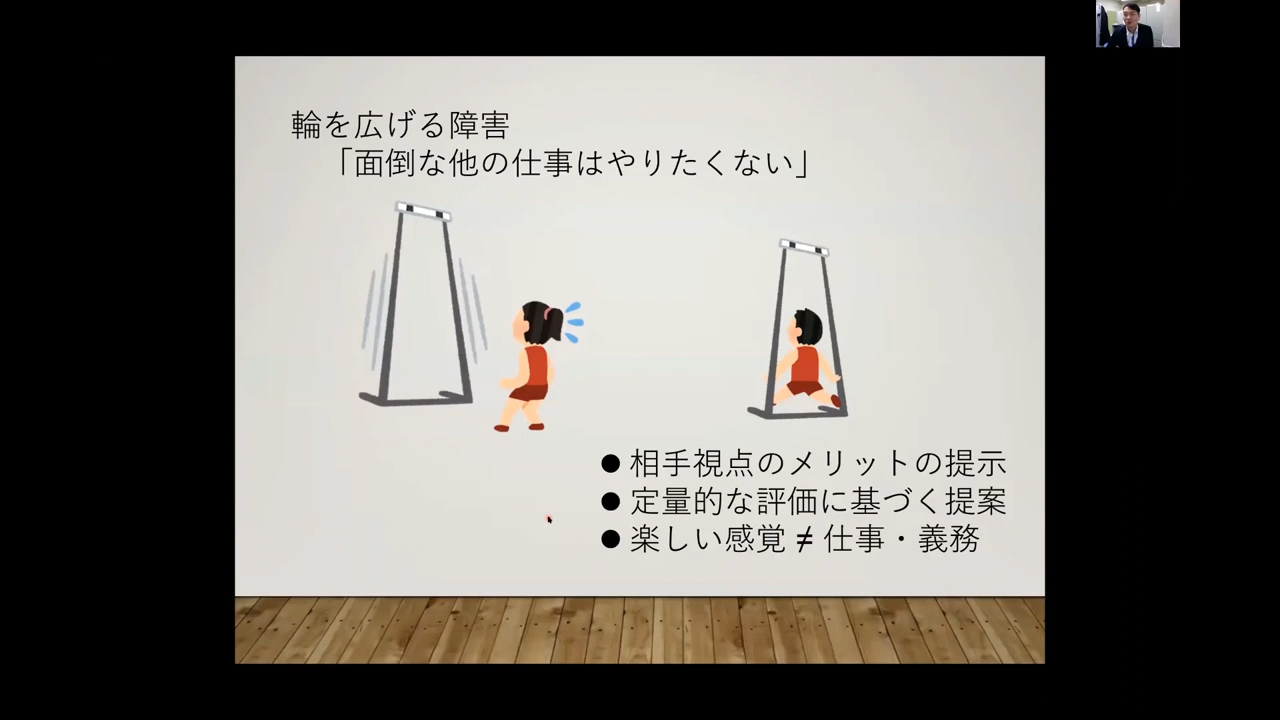 輪を広げる障害
「面倒な他の仕事はやりたくない」
● 相手視点のメリットの提示
● 定量的な評価に基づく提案
● 楽しい感覚 ≠ 仕事・義務